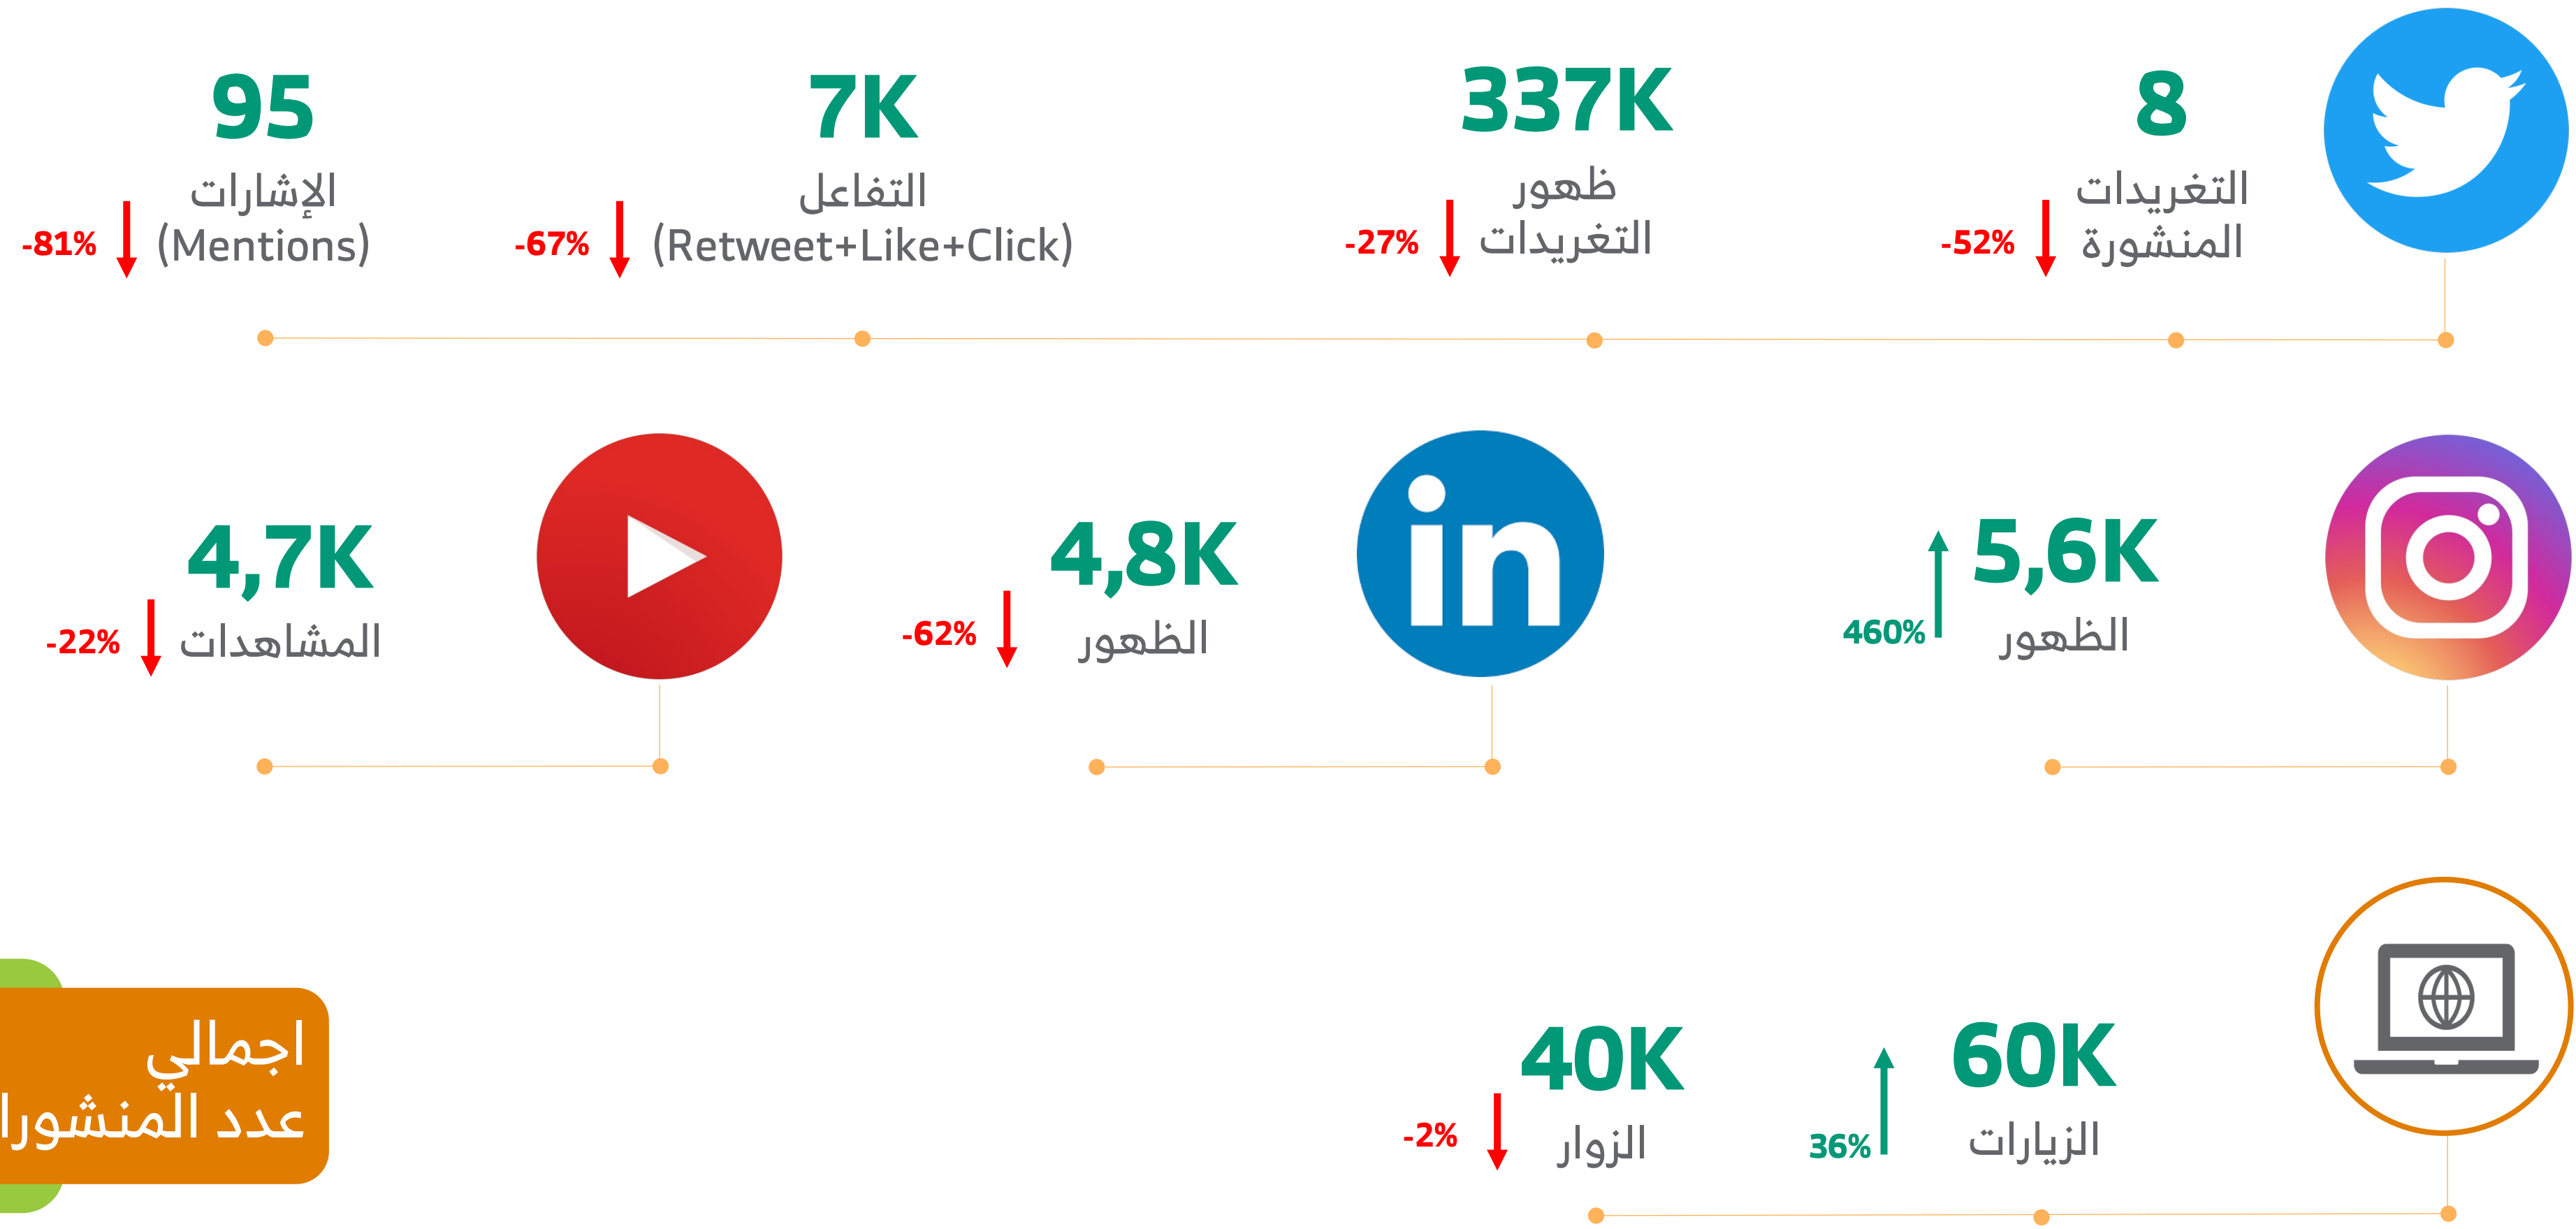 8
التغريدات
المنشورة
-52%
337K
ظهور
التغريدات
-27%
7K
التفاعل
(Retweet+Like+Click)
-67%
95
الإشارات
(Mentions)
-81%
5,6K
الظهور
460%
in
4,8K
الظهور
-62%
4,7K
المشاهدات
-22%
60K
الزيارات
36%
40K
الزوار
-2%
اجمالي
عدد